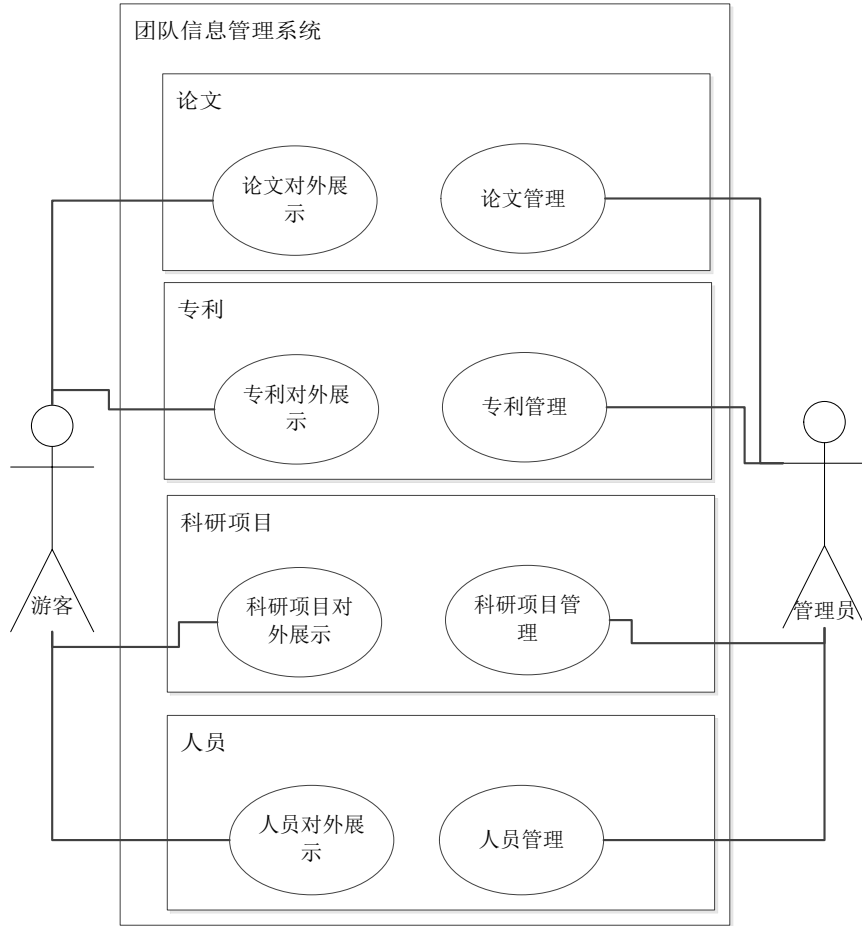 团队信息管理系统
论文
论文对外展
示
论文管理
专利
专利对外展
示
专利管理
科研项目
科研项目对
外展示
科研项目管
理
游客
管理员
人员
人员对外展
示
人员管理